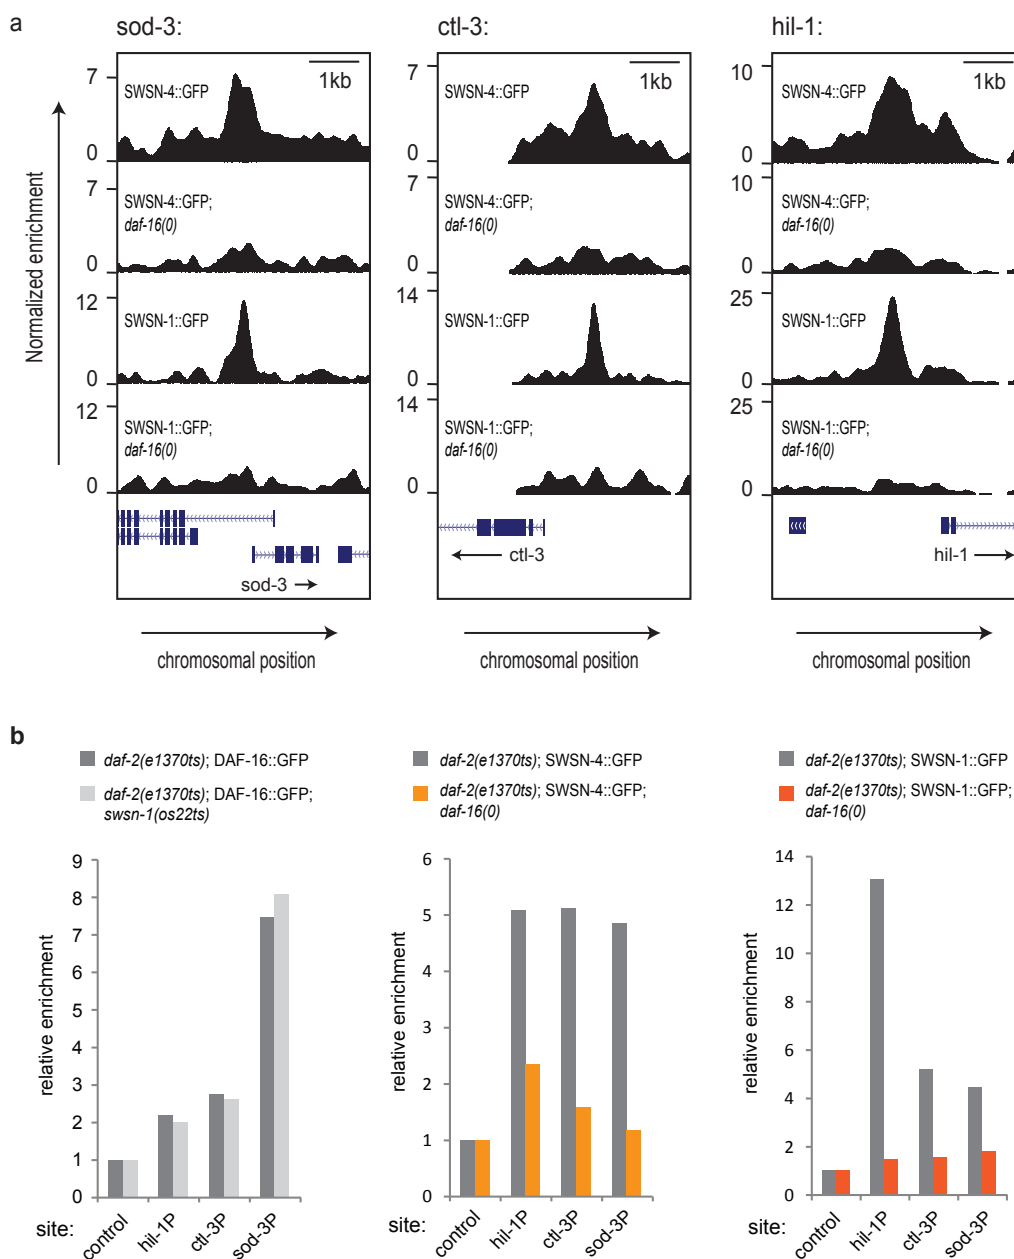 a
sod-3:
ctl-3:
hil-1:
Normalized enrichment
7
SWSN-4::GFP
1kb
0
7
SWSN-4::GFP;
daf-16(0)
0
12
SWSN-1::GFP
0
12
SWSN-1::GFP;
daf-16(0)
0
sod-3
chromosomal position
7
SWSN-4::GFP
1kb
0
7
SWSN-4::GFP;
daf-16(0)
0
14
SWSN-1::GFP
0
14
SWSN-1::GFP;
daf-16(0)
0
ctl-3
chromosomal position
10
SWSN-4::GFP
1kb
0
10
SWSN-4::GFP;
daf-16(0)
0
25
SWSN-1::GFP
0
25
SWSN-1::GFP;
daf-16(0)
0
hil-1
chromosomal position
b
daf-2(e1370ts); DAF-16::GFP
daf-2(e1370ts); DAF-16::GFP;
swsn-1(os22ts)
relative enrichment
9
8
7
6
5
4
3
2
1
0
site:
control
hil-1P
ctl-3P
sod-3P
daf-2(e1370ts); SWSN-4::GFP
daf-2(e1370ts); SWSN-4::GFP;
daf-16(0)
relative enrichment
6
5
4
3
2
1
0
site:
control
hil-1P
ctl-3P
sod-3P
daf-2(e1370ts); SWSN-1::GFP
daf-2(e1370ts); SWSN-1::GFP;
daf-16(0)
relative enrichment
14
12
10
8
6
4
2
0
site:
control
hil-1P
ctl-3P
sod-3P